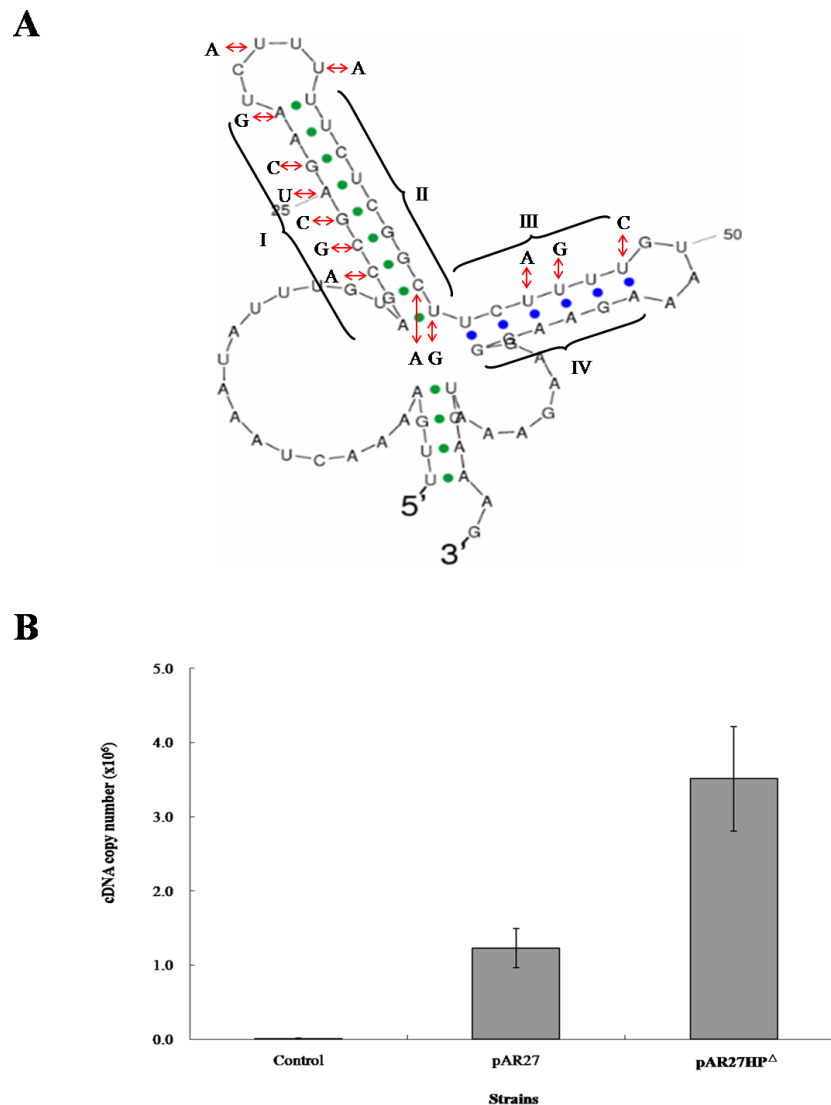 A
A U U U A
C U
U A U
G U
A C
C G U
U A C
25
C G G
G C G
A C C
I
II
U G G U U C U U U U G U
A G
III
A G C
50
A A A G A A G G
IV
A G
A U U U G U A
U A A A U C A A A A G U U
5'
U G A A A G
A A G A A A
3'
B
5.0
4.0
3.0
2.0
1.0
0.0
cDNA copy number (x10⁶)
Control pAR27 pAR27HP△
Strains